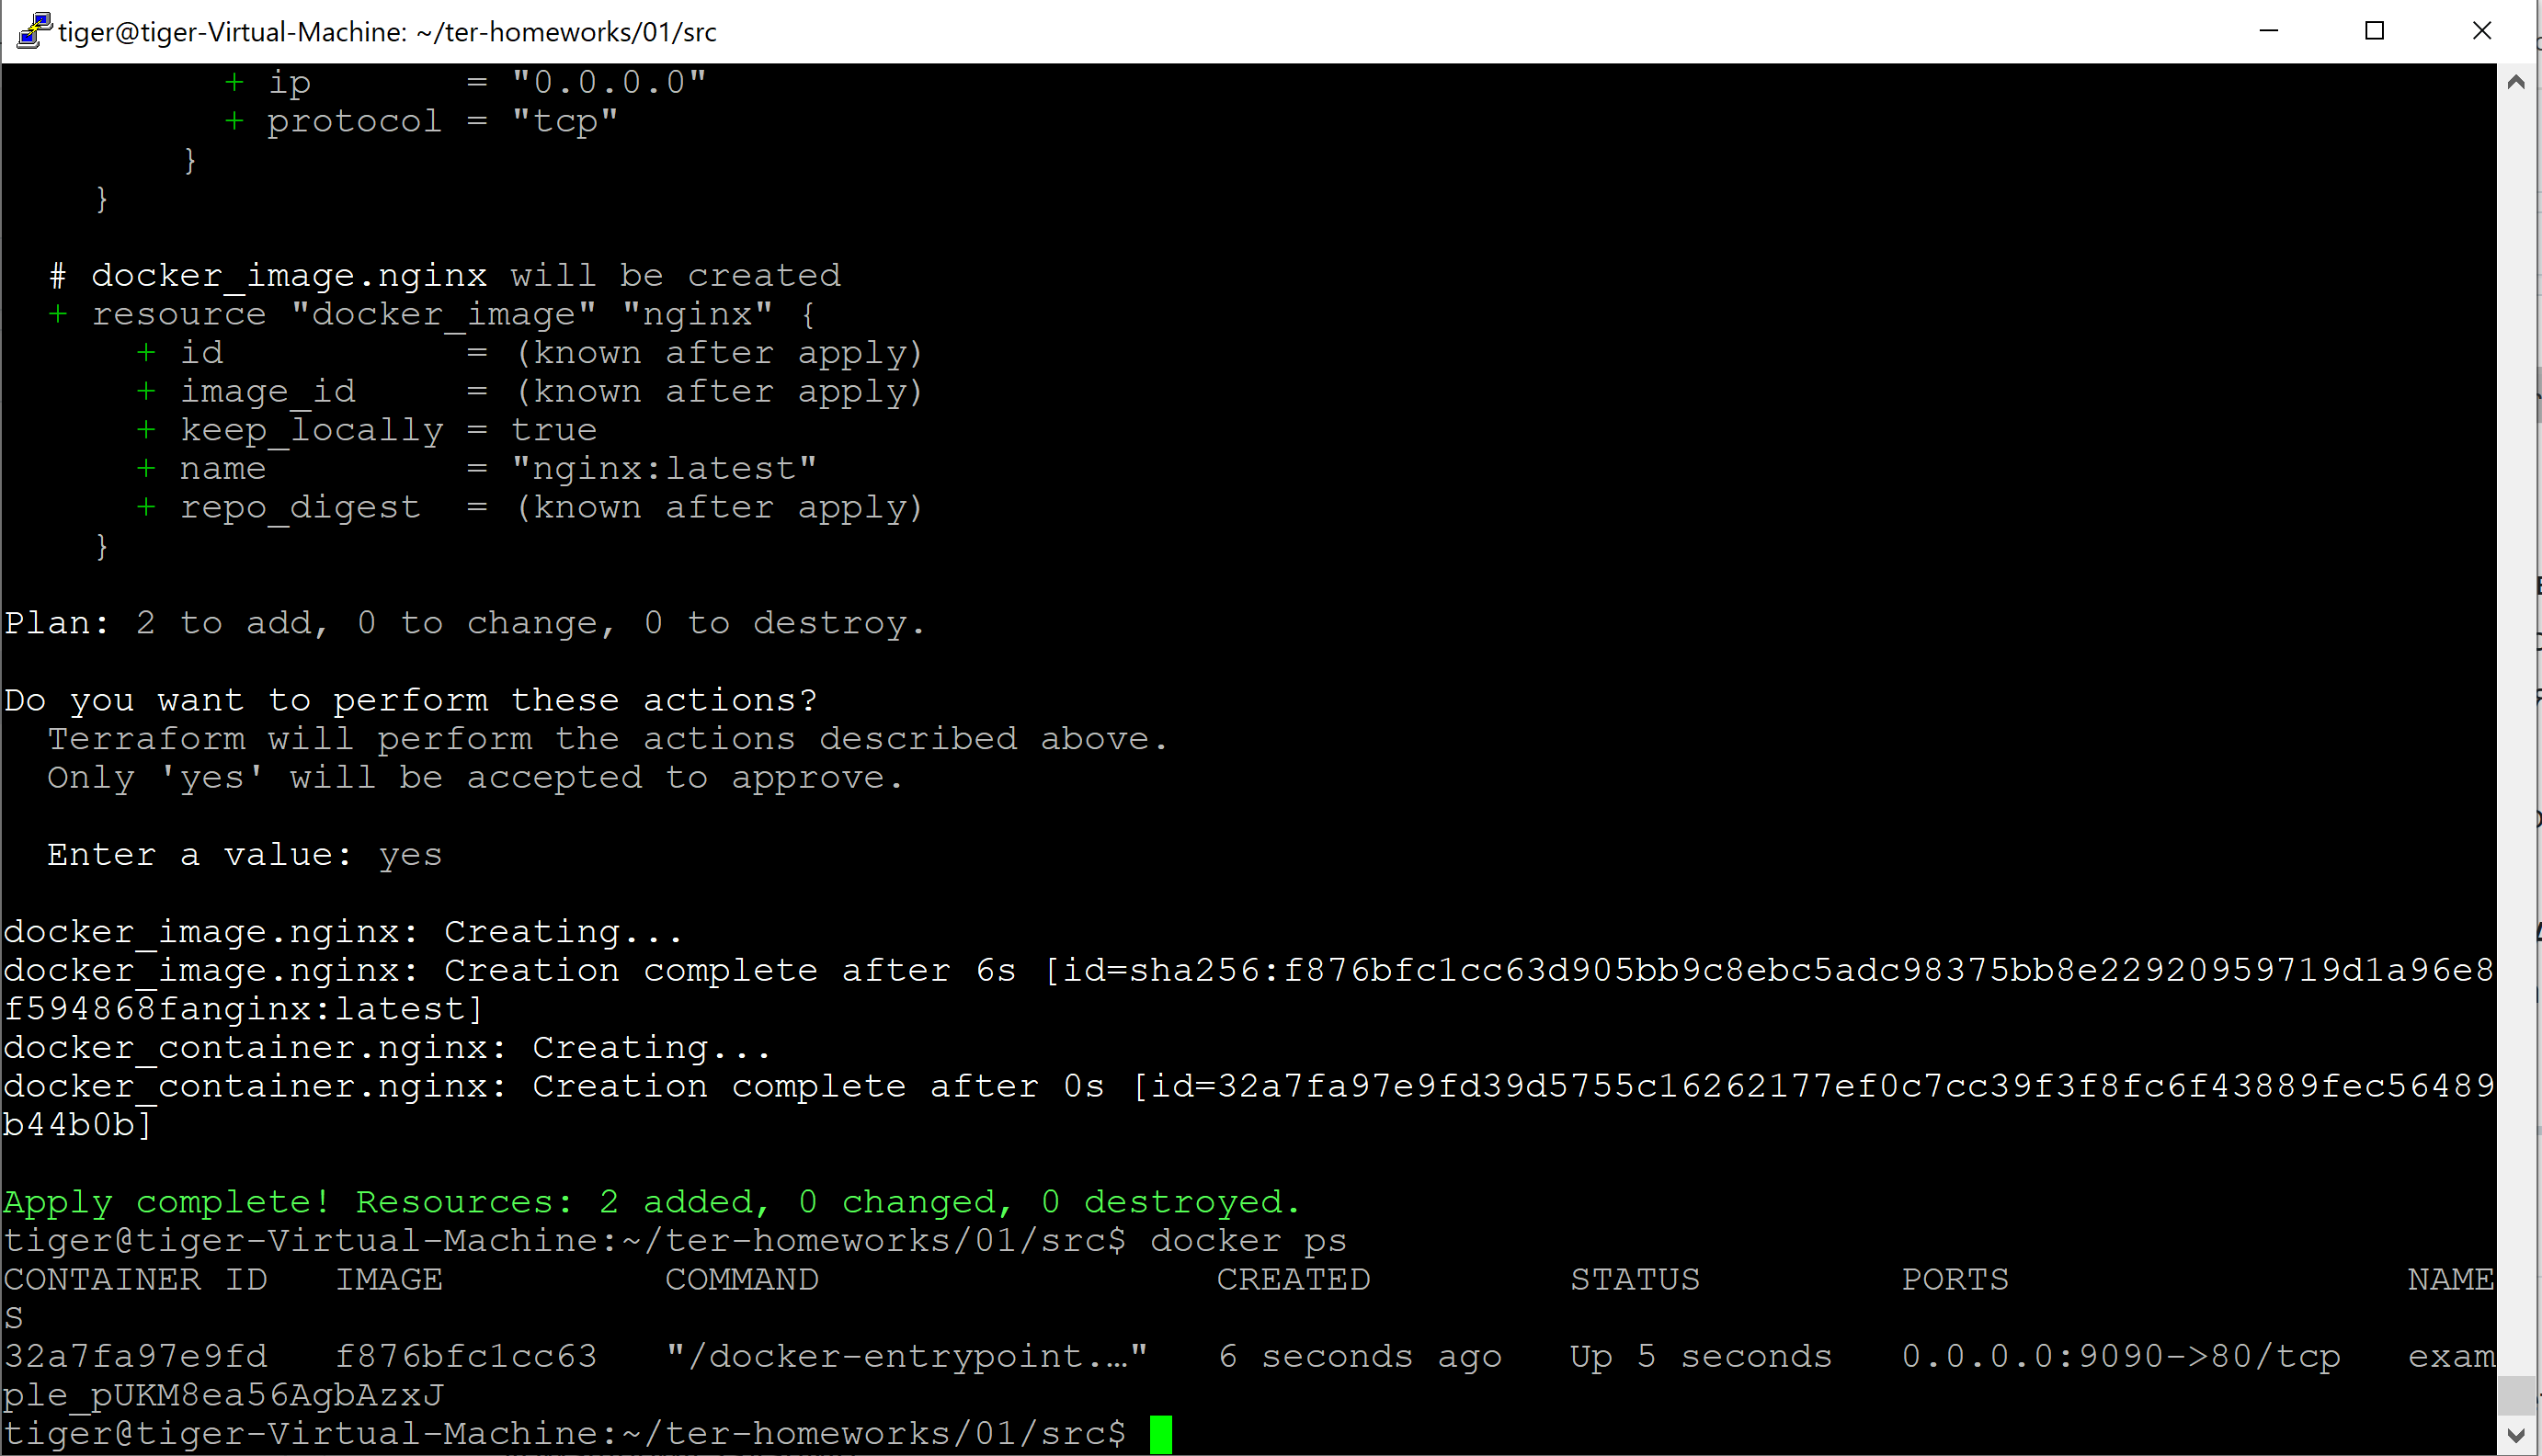 tiger@tiger-Virtual-Machine: ~/ter-homeworks/01/src
+ ip       = "0.0.0.0"
+ protocol = "tcp"
}
}
# docker_image.nginx will be created
+ resource "docker_image" "nginx" {
+ id           = (known after apply)
+ image_id     = (known after apply)
+ keep_locally = true
+ name         = "nginx:latest"
+ repo_digest  = (known after apply)
}
Plan: 2 to add, 0 to change, 0 to destroy.
Do you want to perform these actions?
Terraform will perform the actions described above.
Only 'yes' will be accepted to approve.
Enter a value: yes
docker_image.nginx: Creating...
docker_image.nginx: Creation complete after 6s [id=sha256:f876bfc1cc63d905bb9c8ebc5adc98375bb8e22920959719d1a96e8
f594868fanginx:latest]
docker_container.nginx: Creating...
docker_container.nginx: Creation complete after 0s [id=32a7fa97e9fd39d5755c16262177ef0c7cc39f3f8fc6f43889fec56489
b44b0b]
Apply complete! Resources: 2 added, 0 changed, 0 destroyed.
tiger@tiger-Virtual-Machine:~/ter-homeworks/01/src$ docker ps
CONTAINER ID   IMAGE          COMMAND                  CREATED         STATUS         PORTS                  NAME
S
32a7fa97e9fd   f876bfc1cc63   "/docker-entrypoint.…"   6 seconds ago   Up 5 seconds   0.0.0.0:9090->80/tcp   exam
ple_pUKM8ea56AgbAzxJ
tiger@tiger-Virtual-Machine:~/ter-homeworks/01/src$